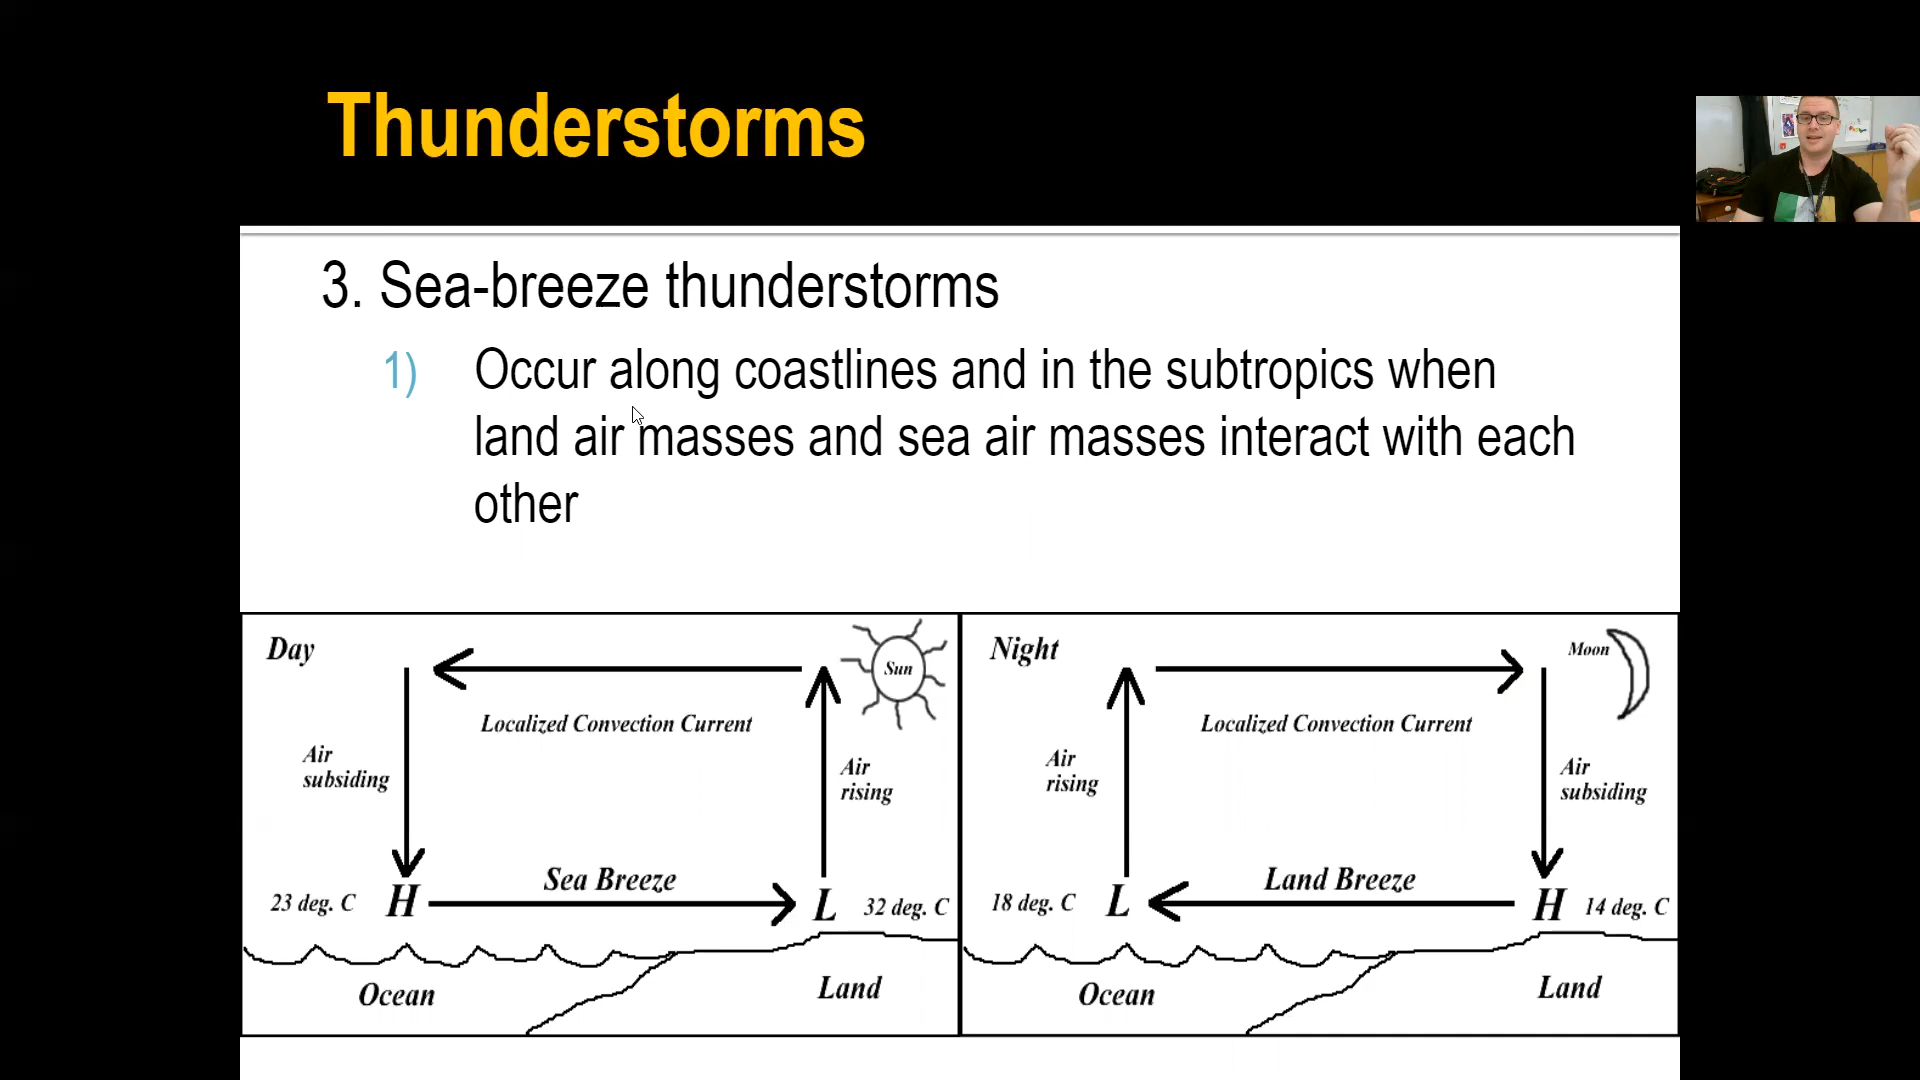 Thunderstorms
3. Sea-breeze thunderstorms
1) Occur along coastlines and in the subtropics when
land air masses and sea air masses interact with each
other
Day
Sun
Localized Convection Current
Air
subsiding
Air
rising
Sea Breeze
23 deg. C H
L 32 deg. C
Ocean
Land
Night
Moon
Localized Convection Current
Air
rising
Air
subsiding
Land Breeze
18 deg. C L
H 14 deg. C
Ocean
Land